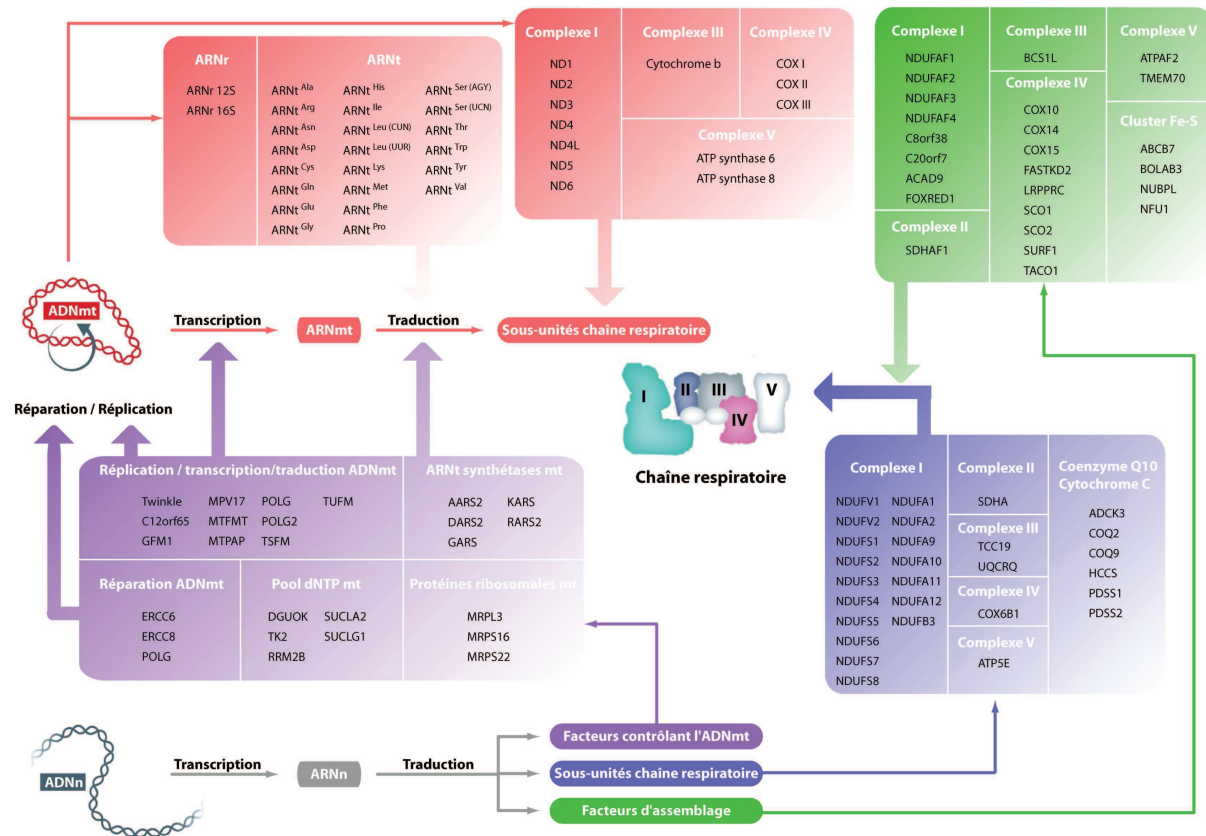 ARNr
ARNr 12S
ARNr 16S
ARNt
ARNt Ala
ARNt Arg
ARNt Asn
ARNt Asp
ARNt Cys
ARNt Gln
ARNt Glu
ARNt Gly
ARNt His
ARNt Ile
ARNt Leu (CUN)
ARNt Leu (UUR)
ARNt Lys
ARNt Met
ARNt Phe
ARNt Pro
ARNt Ser (AGY)
ARNt Ser (UCN)
ARNt Thr
ARNt Trp
ARNt Tyr
ARNt Val
Complexe I
ND1
ND2
ND3
ND4
ND4L
ND5
ND6
Complexe III
Cytochrome b
Complexe IV
COX I
COX II
COX III
Complexe V
ATP synthase 6
ATP synthase 8
Complexe I
NDUFAF1
NDUFAF2
NDUFAF3
NDUFAF4
C8orf38
C20orf7
ACAD9
FOXRED1
Complexe II
SDHAF1
Complexe III
BCS1L
Complexe IV
COX10
COX14
COX15
FASTKD2
LRPPRC
SCO1
SCO2
SURF1
TACO1
Complexe V
ATPAF2
TMEM70
Cluster Fe-S
ABCB7
BOLAB3
NUBPL
NFU1
ADNmt
Transcription
ARNmt
Traduction
Sous-unités chaîne respiratoire
I
II
III
IV
V
Chaîne respiratoire
Réparation / Réplication
Réplication / transcription/traduction ADNmt
Twinkle
C12orf65
GFM1
MPV17
MTFMT
MTPAP
POLG
POLG2
TSFM
TUFM
ARNt synthétases mt
AARS2
DARS2
GARS
KARS
RARS2
Réparation ADNmt
ERCC6
ERCC8
POLG
Pool dNTP mt
DGUOK
TK2
RRM2B
SUCLA2
SUCLG1
Protéines ribosomales mt
MRPL3
MRPS16
MRPS22
Complexe I
NDUFV1
NDUFV2
NDUFS1
NDUFS2
NDUFS3
NDUFS4
NDUFS5
NDUFS6
NDUFS7
NDUFS8
NDUFA1
NDUFA2
NDUFA9
NDUFA10
NDUFA11
NDUFA12
NDUFB3
Complexe II
SDHA
Complexe III
TCC19
UQCRQ
Complexe IV
COX6B1
Complexe V
ATP5E
Coenzyme Q10
Cytochrome C
ADCK3
COQ2
COQ9
HCCS
PDSS1
PDSS2
ADNn
Transcription
ARNn
Traduction
Facteurs contrôlant l'ADNmt
Sous-unités chaîne respiratoire
Facteurs d'assemblage